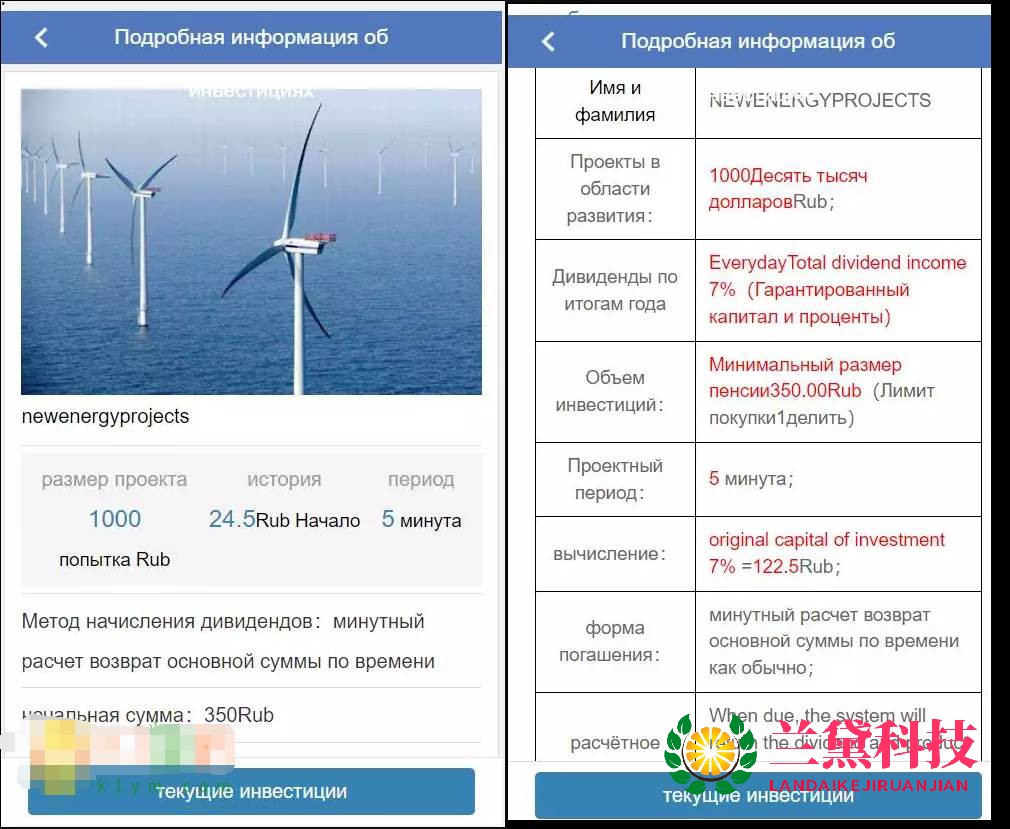 Подробная информация об
инвестициях
newenergyprojects
размер проекта история период
1000 24.5Rub Начало 5 минута
попытка Rub
Метод начисления дивидендов: минутный
расчет возврат основной суммы по времени
начальная сумма: 350Rub
текущие инвестиции
Подробная информация об
Имя и
фамилия
NEWENERGYPROJECTS
Проекты в
области
развития:
1000Десять тысяч
долларовRub;
Дивиденды по
итогам года
EverydayTotal dividend income
7% (Гарантированный
капитал и проценты)
Объем
инвестиций:
Минимальный размер
пенсии350.00Rub (Лимит
покупки1делить)
Проектный
период:
5 минута;
вычисление:
original capital of investment
7% =122.5Rub;
форма
погашения:
минутный расчет возврат
основной суммы по времени
как обычно;
расчётное
When due, the system will
the
текущие инвестиции
兰黛科技
LANDAIKEJIRUANJIAN